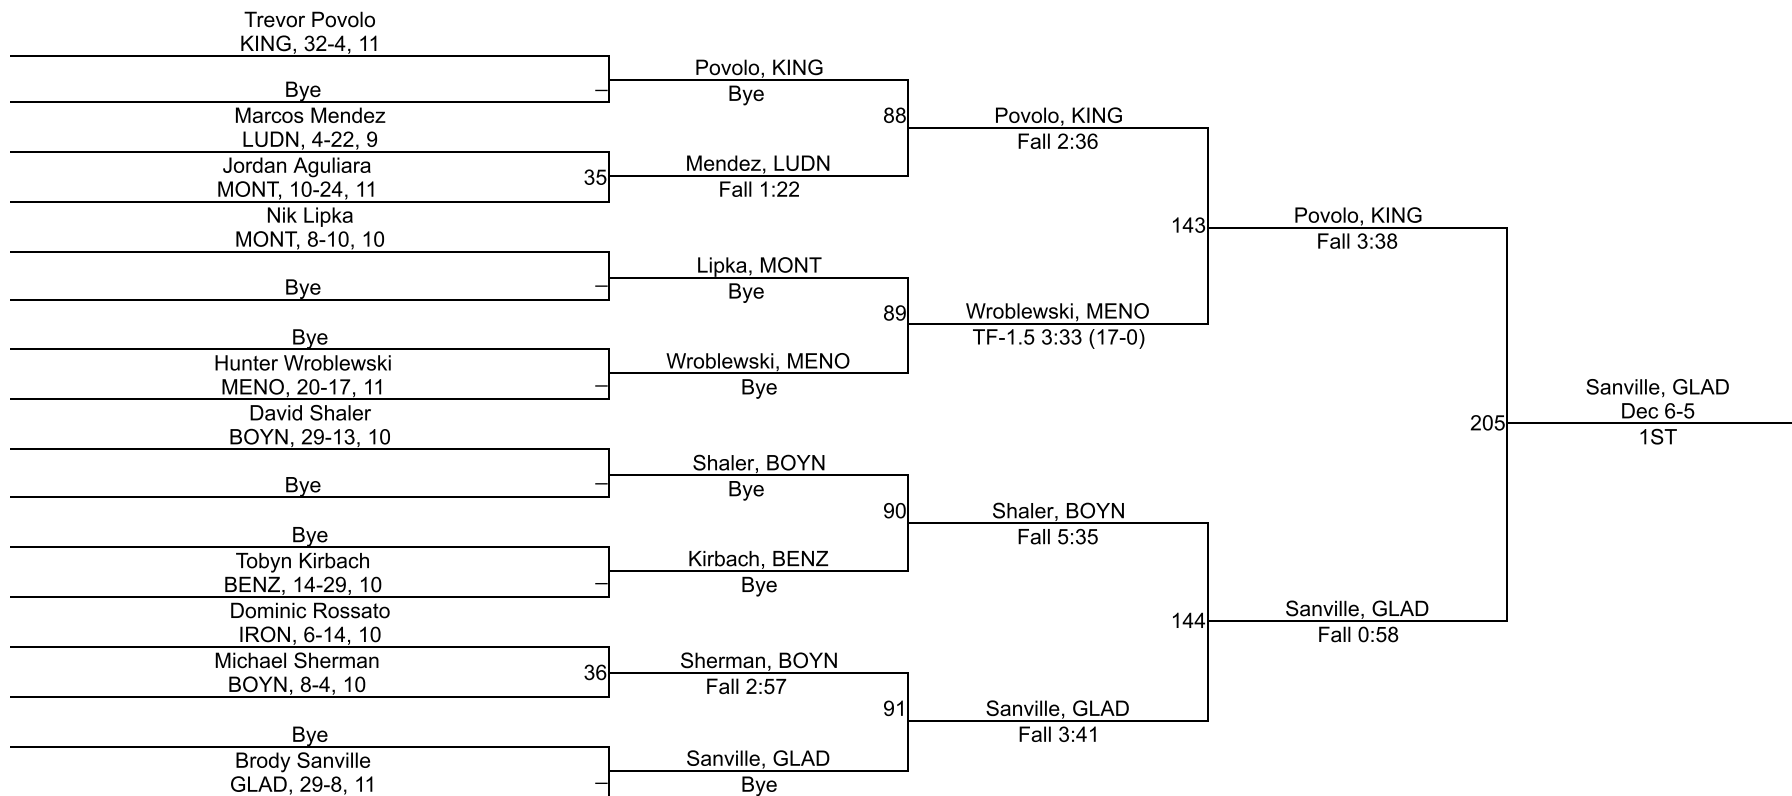 Trevor Povolo
KING, 32-4, 11
Bye
Marcos Mendez
LUDN, 4-22, 9
Jordan Aguliara
MONT, 10-24, 11
Nik Lipka
MONT, 8-10, 10
Bye
Bye
Hunter Wroblewski
MENO, 20-17, 11
David Shaler
BOYN, 29-13, 10
Bye
Bye
Tobyn Kirbach
BENZ, 14-29, 10
Dominic Rossato
IRON, 6-14, 10
Michael Sherman
BOYN, 8-4, 10
Bye
Brody Sanville
GLAD, 29-8, 11
–
35
–
–
–
–
36
–
Povolo, KING
Bye
Mendez, LUDN
Fall 1:22
Lipka, MONT
Bye
Wroblewski, MENO
Bye
Shaler, BOYN
Bye
Kirbach, BENZ
Bye
Sherman, BOYN
Fall 2:57
Sanville, GLAD
Bye
88
89
90
91
Povolo, KING
Fall 2:36
Wroblewski, MENO
TF-1.5 3:33 (17-0)
Shaler, BOYN
Fall 5:35
Sanville, GLAD
Fall 3:41
143
144
Povolo, KING
Fall 3:38
Sanville, GLAD
Fall 0:58
205
Sanville, GLAD
Dec 6-5
1ST